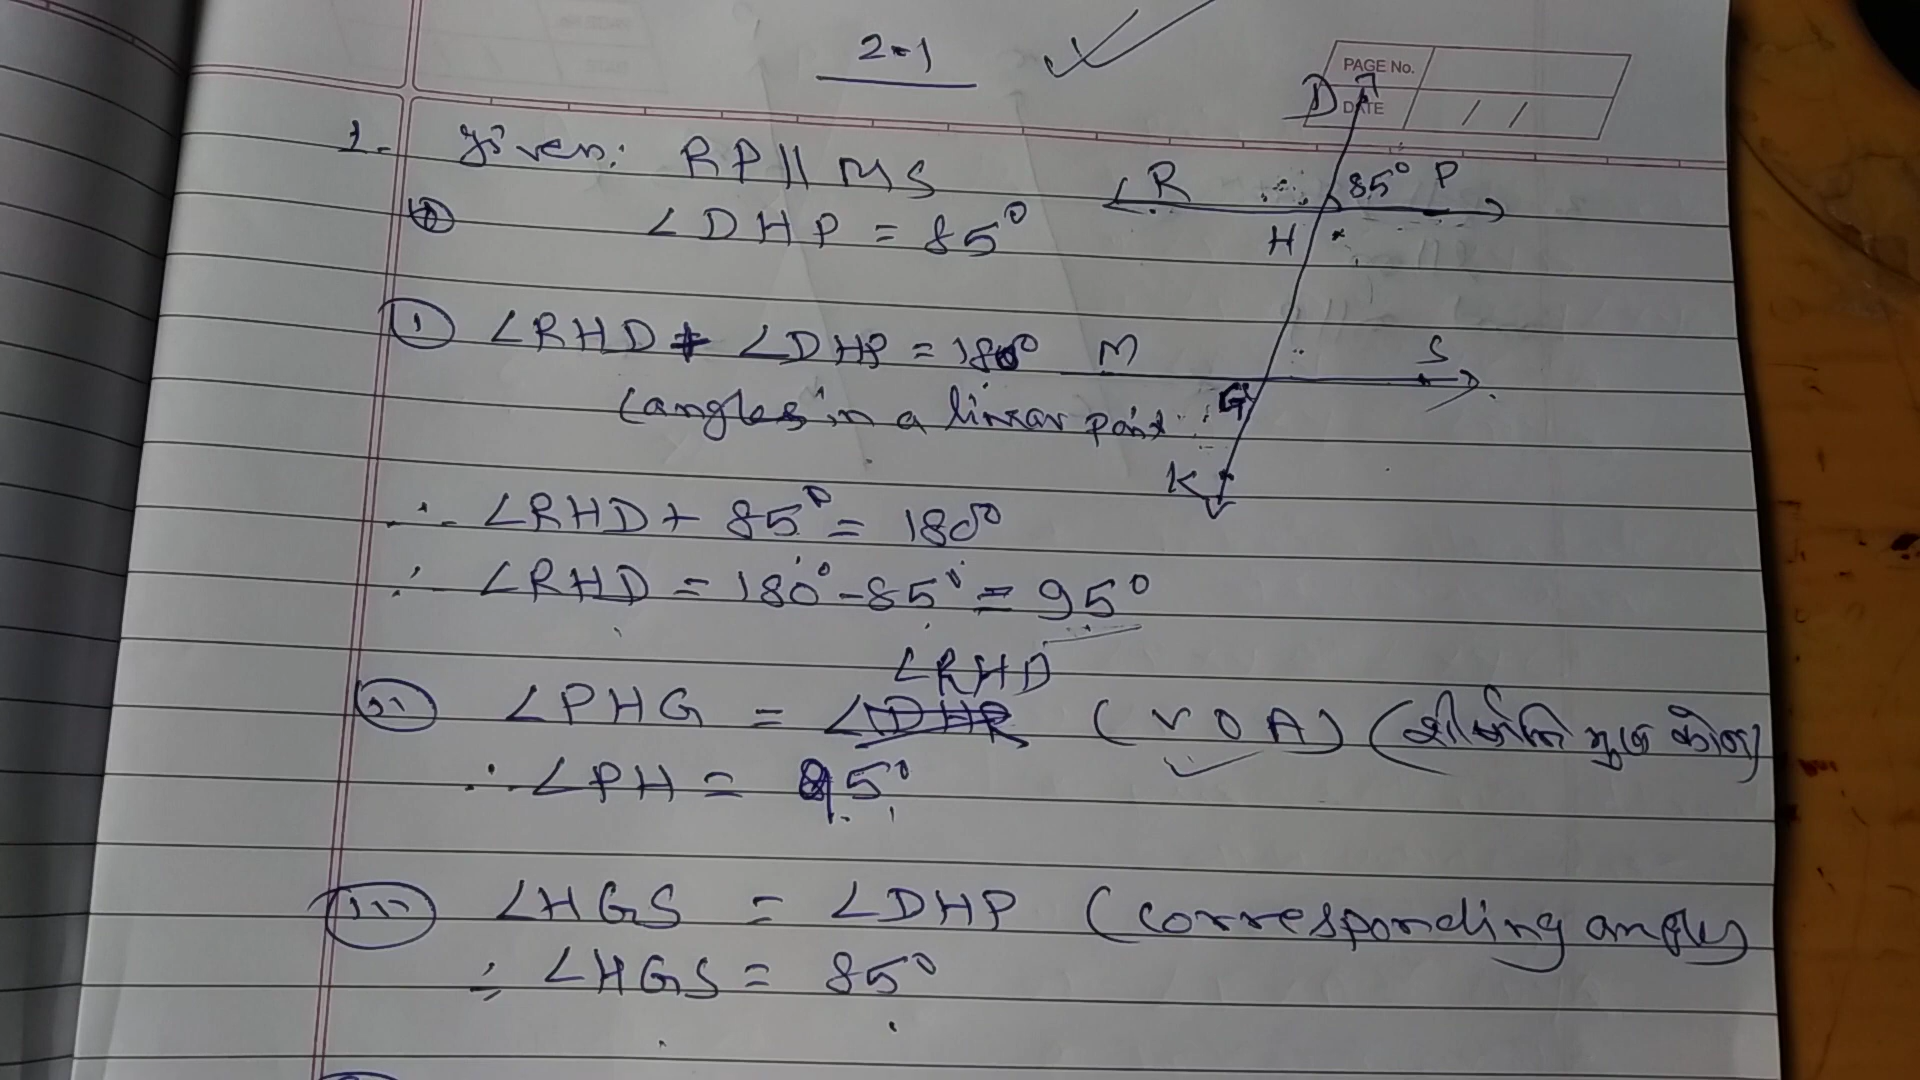 2.1
PAGE No.
DATE / /
D
1. Given: RP || MS
R 85° P
∠DHP = 85°
H
(i) ∠RHD + ∠DHP = 180° M S
(angles in a linear pair. G
K
∴ ∠RHD + 85° = 180°
∴ ∠RHD = 180° - 85° = 95°
∠RHD
(ii) ∠PHG = ∠DHP (VOA) (कोण)
∴ ∠PH = 95°
(iii) ∠HGS = ∠DHP (corresponding angles
∴ ∠HGS = 85°